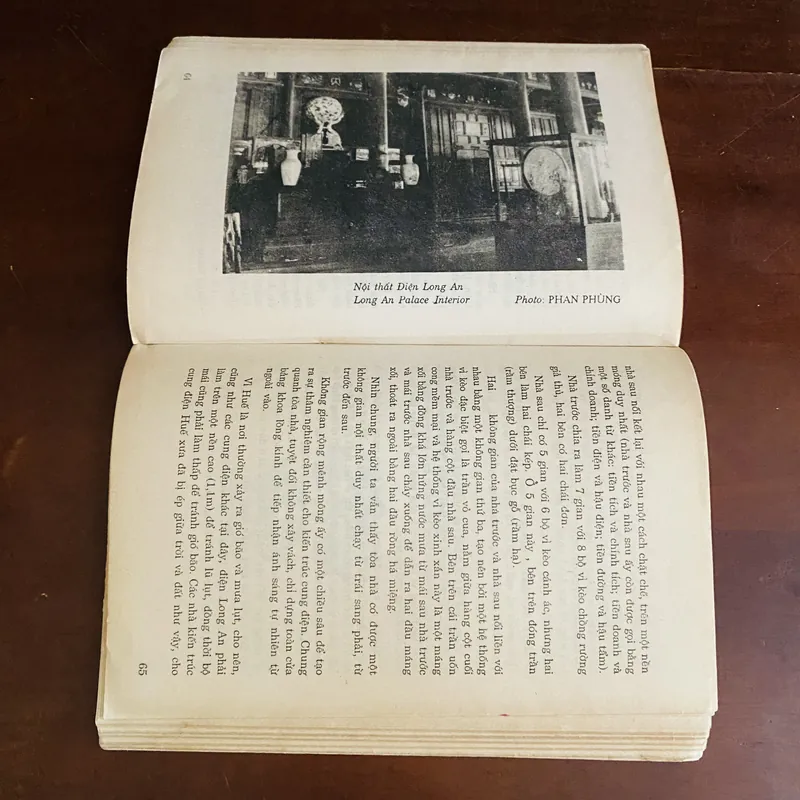 64
Nội thất Điện Long An
Long An Palace Interior
Photo: PHAN PHÙNG
nhà sau nối kết lại với nhau một cách chặt chẽ, trên một nền
móng duy nhất (nhà trước và nhà sau ấy còn được gọi bằng
một số danh từ khác: tiền tích và chính tích; tiền doanh và
chính doanh, tiền điện và hậu điện; tiền đường và hậu tẩm).
Nhà trước chia ra làm 7 gian với 8 bộ vì kèo chồng rường
giả thủ, hai bên có hai chái đơn.
Nhà sau chỉ có 5 gian với 6 bộ vì kèo cánh ác, nhưng hai
bên làm hai chái kép. Ở 5 gian này, bên trên đóng trần
(rầm thượng) dưới đặt bục gỗ (rầm hạ).
Hai không gian của nhà trước và nhà sau nối liền với
nhau bằng một không gian thứ ba, tạo nên bởi một hệ thống
vì kèo đặc biệt gọi là trần vỏ cua, nằm giữa hàng cột cuối
nhà trước và hàng cột đầu nhà sau. Bên trên cái trần uốn
cong mềm mại và hệ thống vì kèo xinh xắn này là một máng
xối bằng đồng khá lớn hứng nước mưa từ mái sau nhà trước
và mái trước nhà sau chảy xuống để dẫn ra hai đầu máng
xối, thoát ra ngoài bằng hai đầu rồng há miệng.
Nhìn chung, người ta vẫn thấy tòa nhà có được một
không gian nội thất duy nhất chạy từ trái sang phải, từ
trước đến sau.
Không gian rộng mênh mông ấy có một chiều sâu để tạo
ra sự thâm nghiêm cần thiết cho kiến trúc cung điện. Chung
quanh tòa nhà, tuyệt đối không xây vách, chỉ dựng toàn cửa
bảng khoa lồng kính để tiếp nhận ánh sáng tự nhiên từ
ngoài vào.
Vì Huế là nơi thường xảy ra gió bão và mưa lụt, cho nên,
cũng như các cung điện khác tại đây, điện Long An phải
làm trên một nền cao (1,1m) để tránh lũ lụt, đồng thời bộ
mái cũng phải làm thấp để tránh gió bão Các nhà kiến trúc
cung điện Huế xưa đã bị ép giữa trời và đất như vậy, cho
65